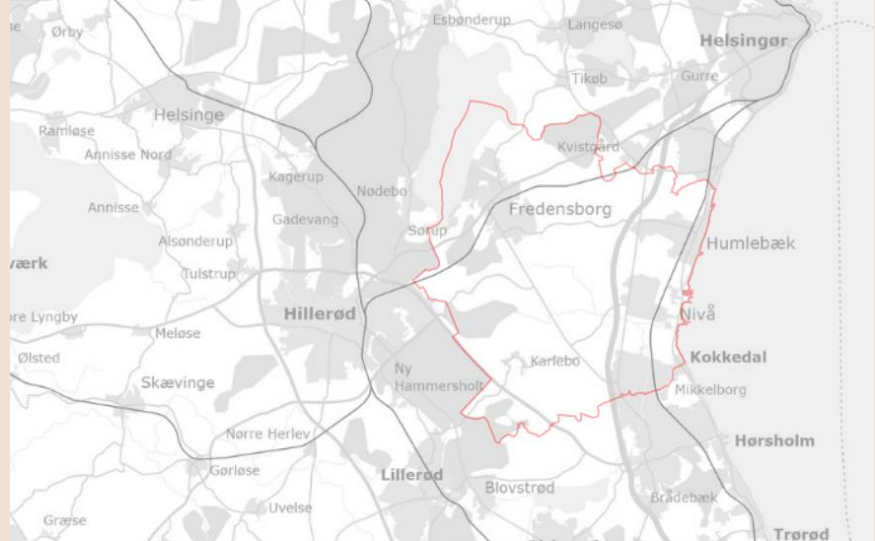 Esbønderup
Langesø
Ørby
Helsingør
Tikøb
Gurre
Helsinge
Ramløse
Kvistgård
Annisse Nord
Kagerup
Nødebo
Annisse
Fredensborg
Gadevang
Sørup
Alsønderup
Humlebæk
værk
Tulstrup
Hillerød
Nivå
ore Lyngby
Meløse
Ølsted
Karlebo
Kokkedal
Ny
Hammersholt
Skævinge
Mikkelborg
Nørre Herlev
Hørsholm
Gørløse
Lillerød
Blovstrød
Brådebæk
Uvelse
Græse
Trørød